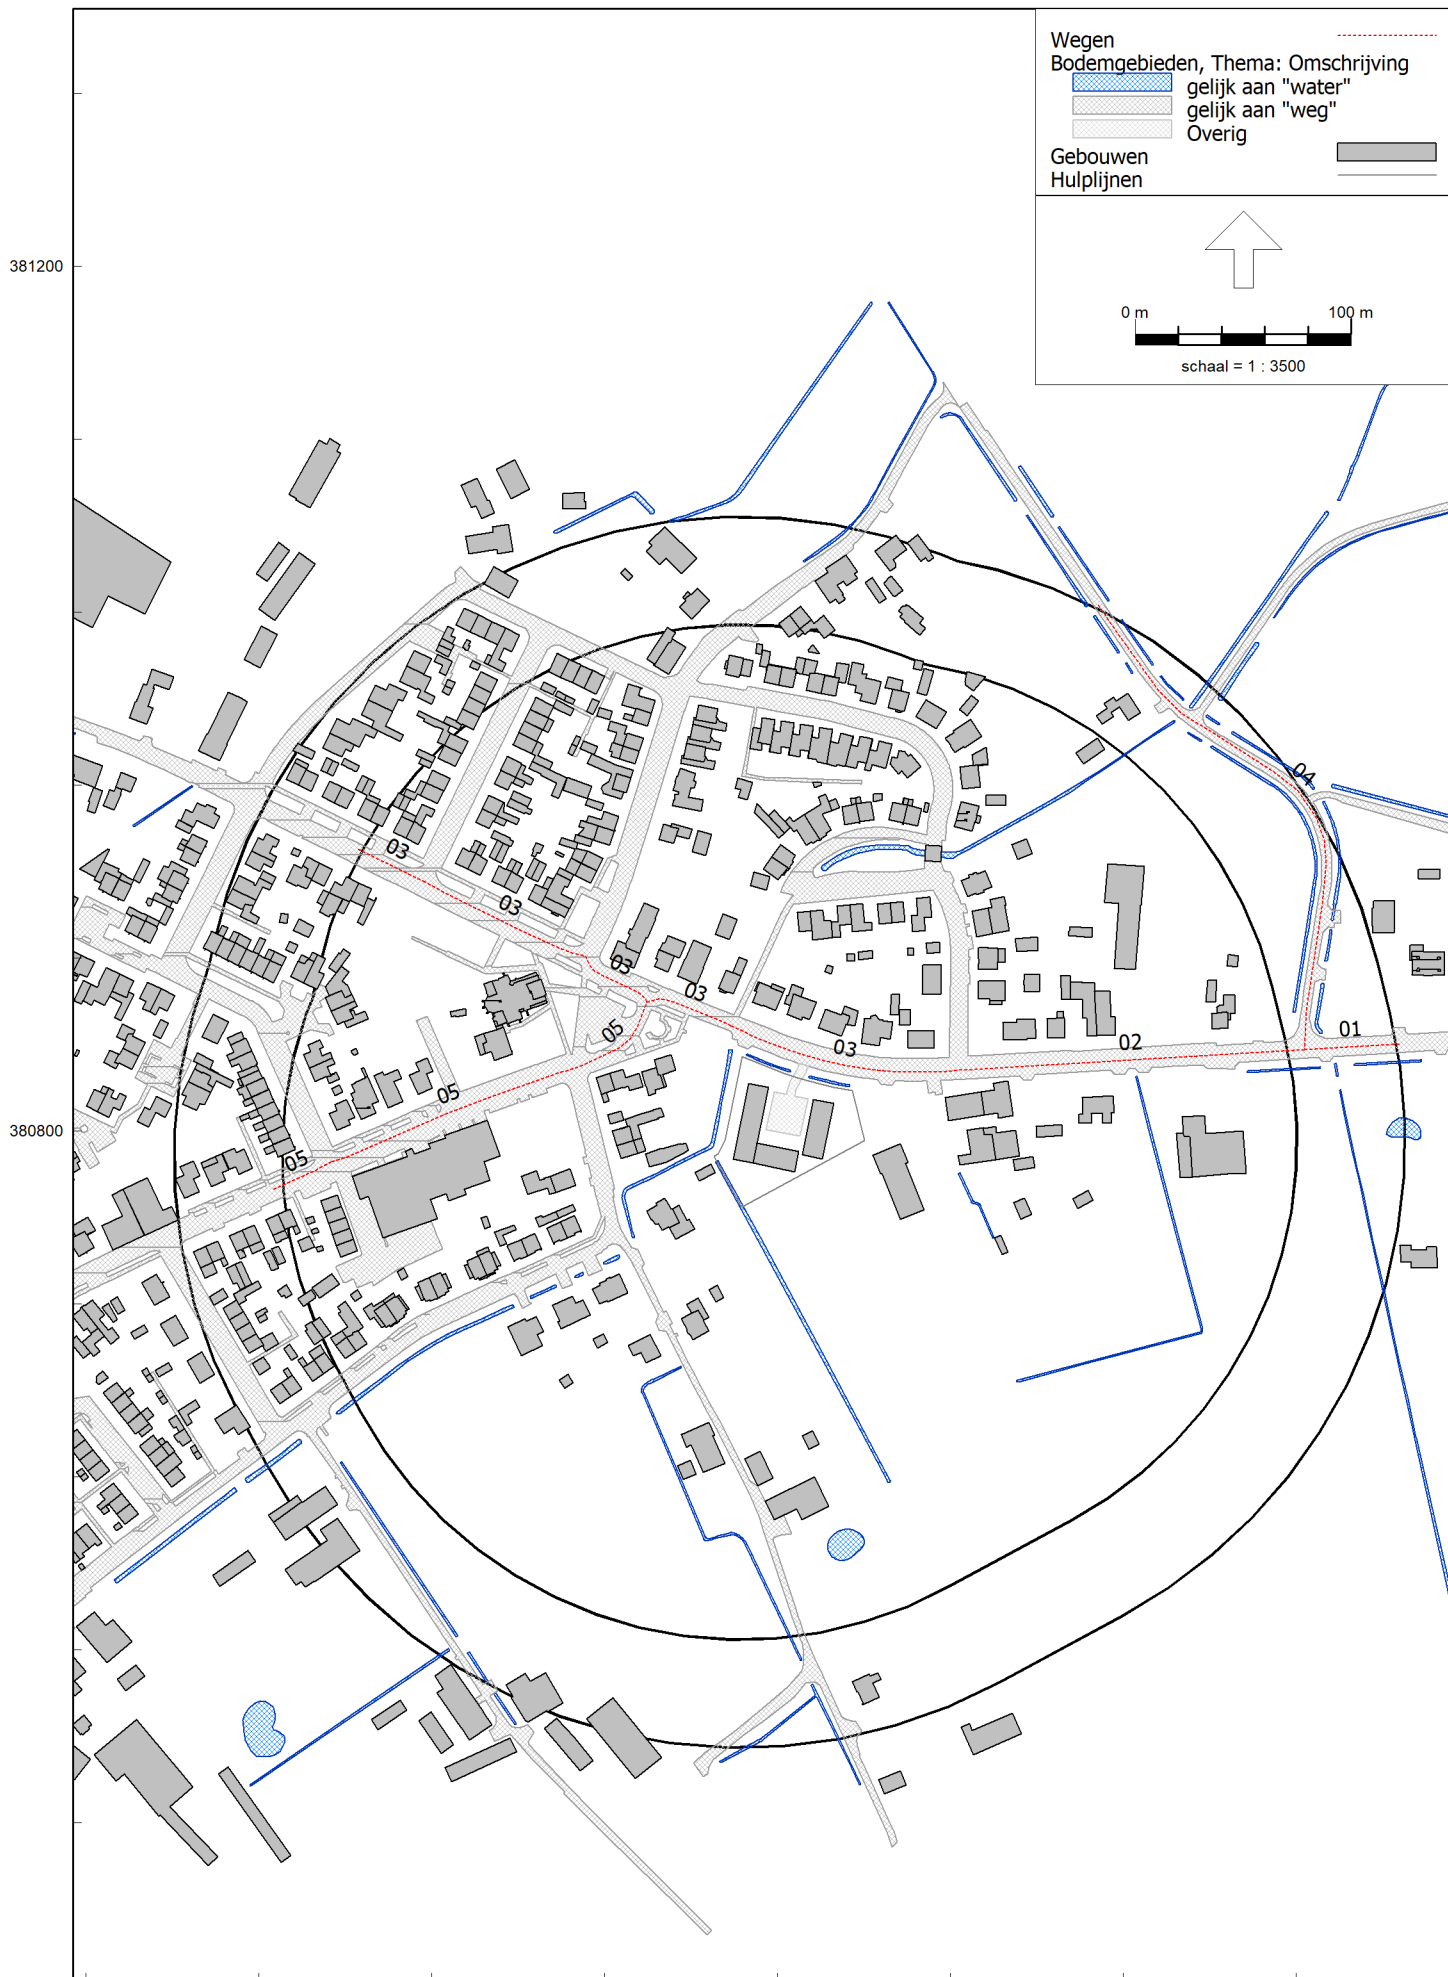 Wegen
Bodemgebieden, Thema: Omschrijving
gelijk aan "water"
gelijk aan "weg"
Overig
Gebouwen
Hulplijnen
381200
0 m 100 m
schaal = 1 : 3500
04
03
03
03
03
05
03
02
01
05
380800
05